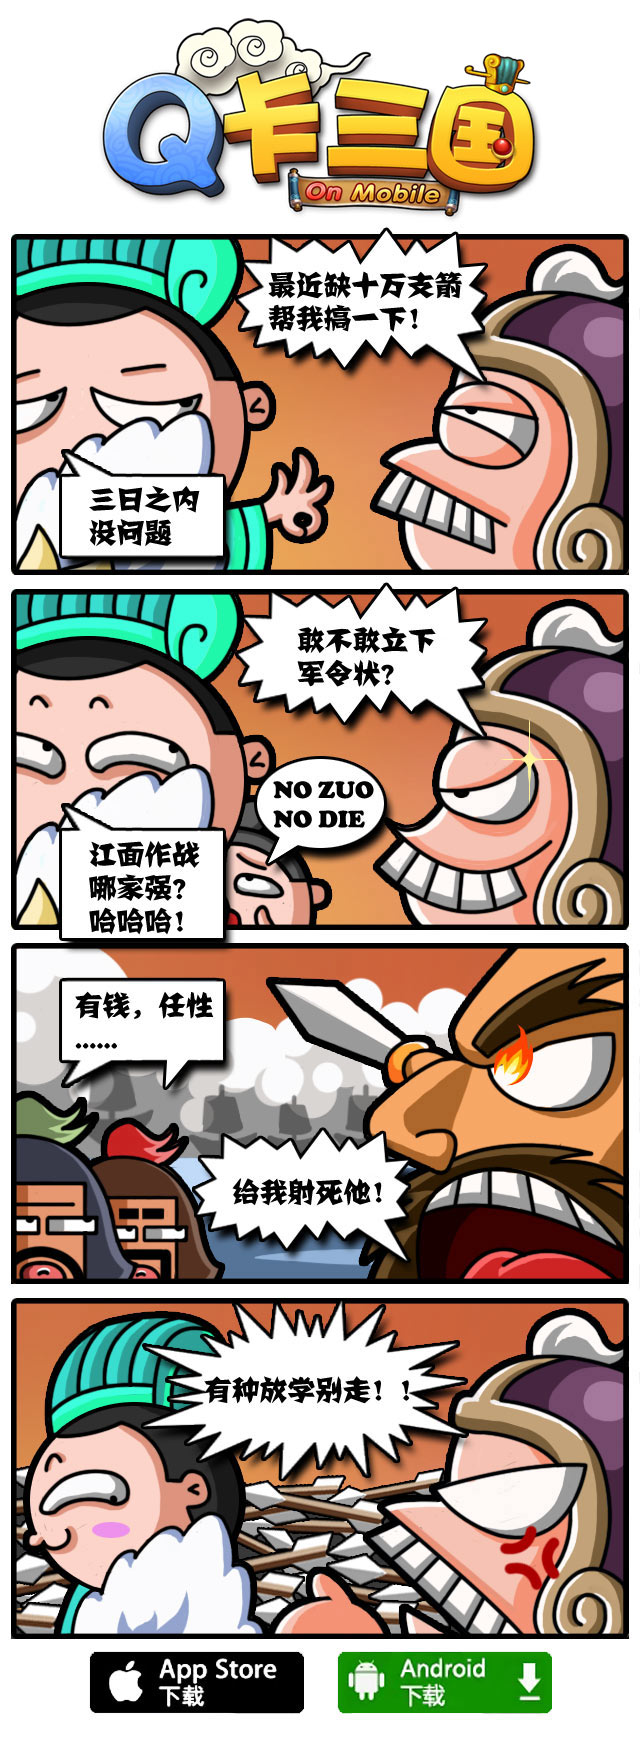 Q卡三国
On Mobile
最近缺十万支箭
帮我搞一下!
三日之内
没问题
敢不敢立下
军令状?
NO ZUO
NO DIE
江面作战
哪家强?
哈哈哈!
有钱，任性
......
给我射死他!
有种放学别走!!
App Store
下载
Android
下载